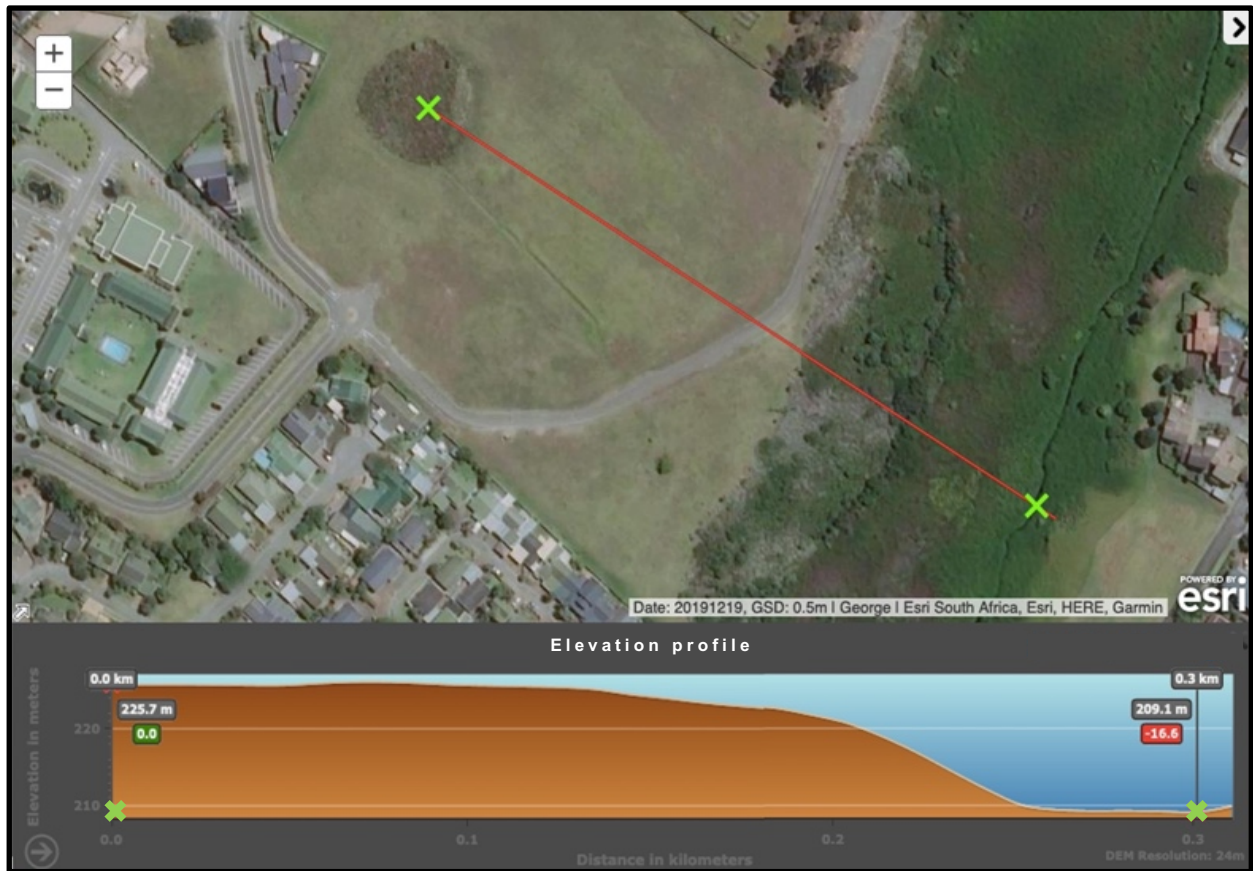 +
−
POWERED BY
esri
Date: 20191219, GSD: 0.5m | George | Esri South Africa, Esri, HERE, Garmin
Elevation profile
0.0 km
0.3 km
225.7 m
209.1 m
0.0
-16.6
Elevation in meters
220
210
0.0
0.1
0.2
0.3
Distance in kilometers
DEM Resolution: 24m